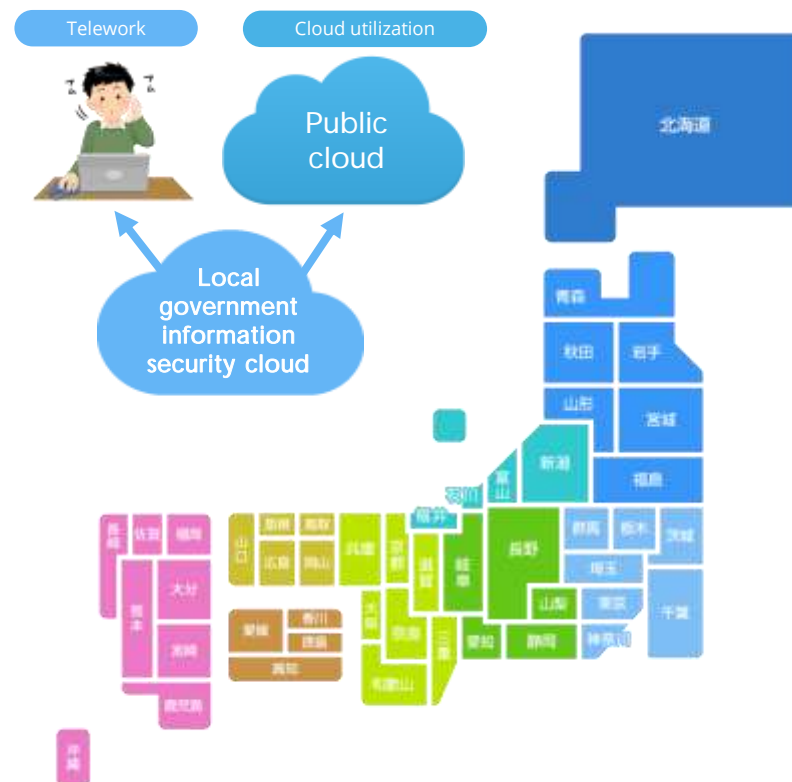 Telework
Cloud utilization
アム
アム
Public
cloud
Local
government
information
security cloud
北海道
青森
秋田
岩手
山形
宮城
新潟
富山
石川
福島
福井
群馬
栃木
茨城
長崎
佐賀
福岡
山口
島根
鳥取
兵庫
京都
滋賀
岐阜
長野
埼玉
広島
岡山
熊本
大分
山梨
東京
千葉
大阪
奈良
三重
愛知
静岡
神奈川
愛媛
香川
徳島
宮崎
高知
和歌山
鹿児島
沖縄